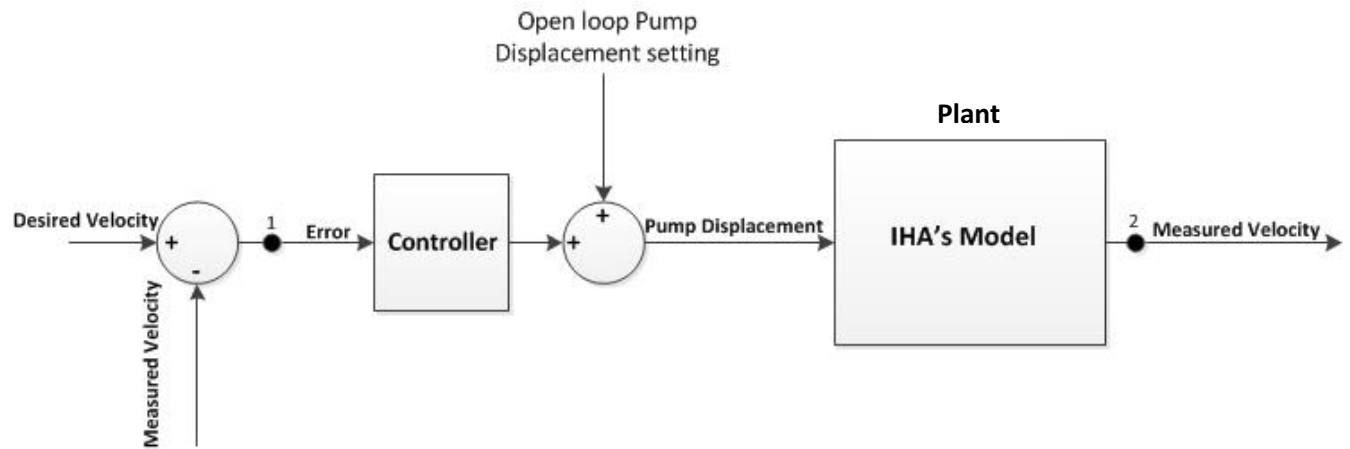 Open loop Pump
Displacement setting
Plant
Desired Velocity
+
-
1
Error
Controller
+
+
Pump Displacement
IHA's Model
2
Measured Velocity
Measured Velocity